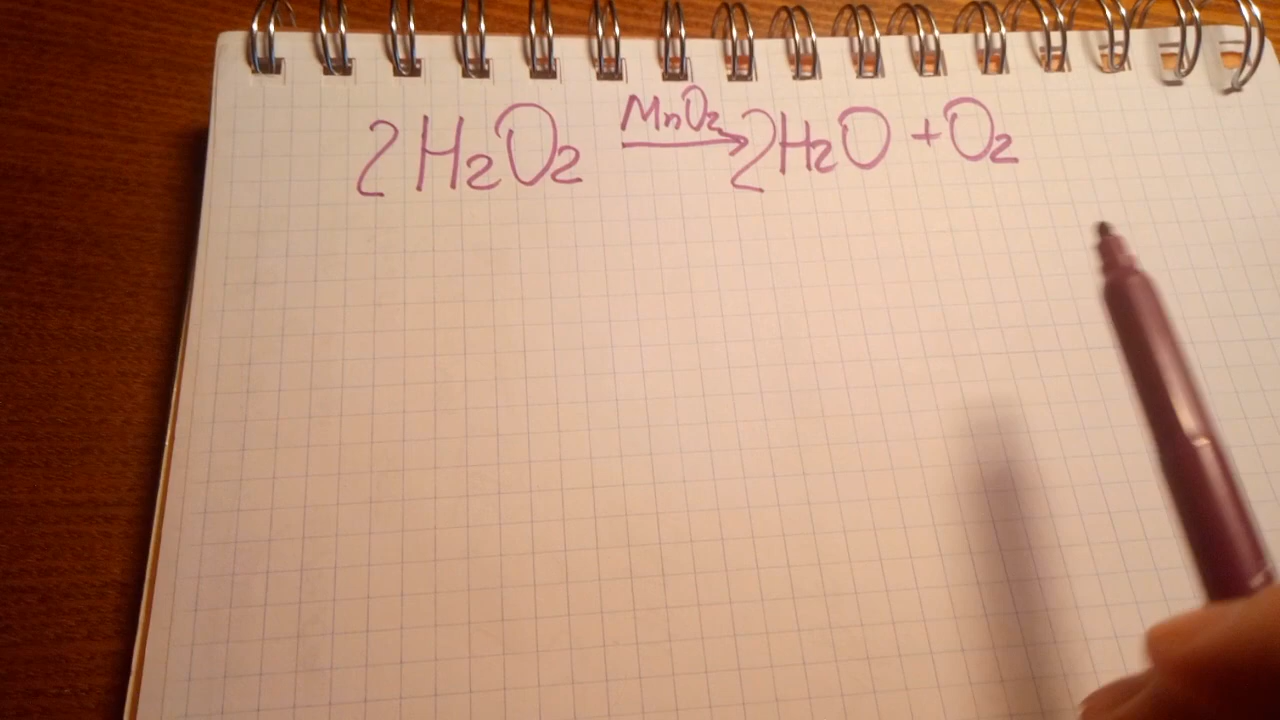 2H₂O₂ —MnO₂→ 2H₂O + O₂